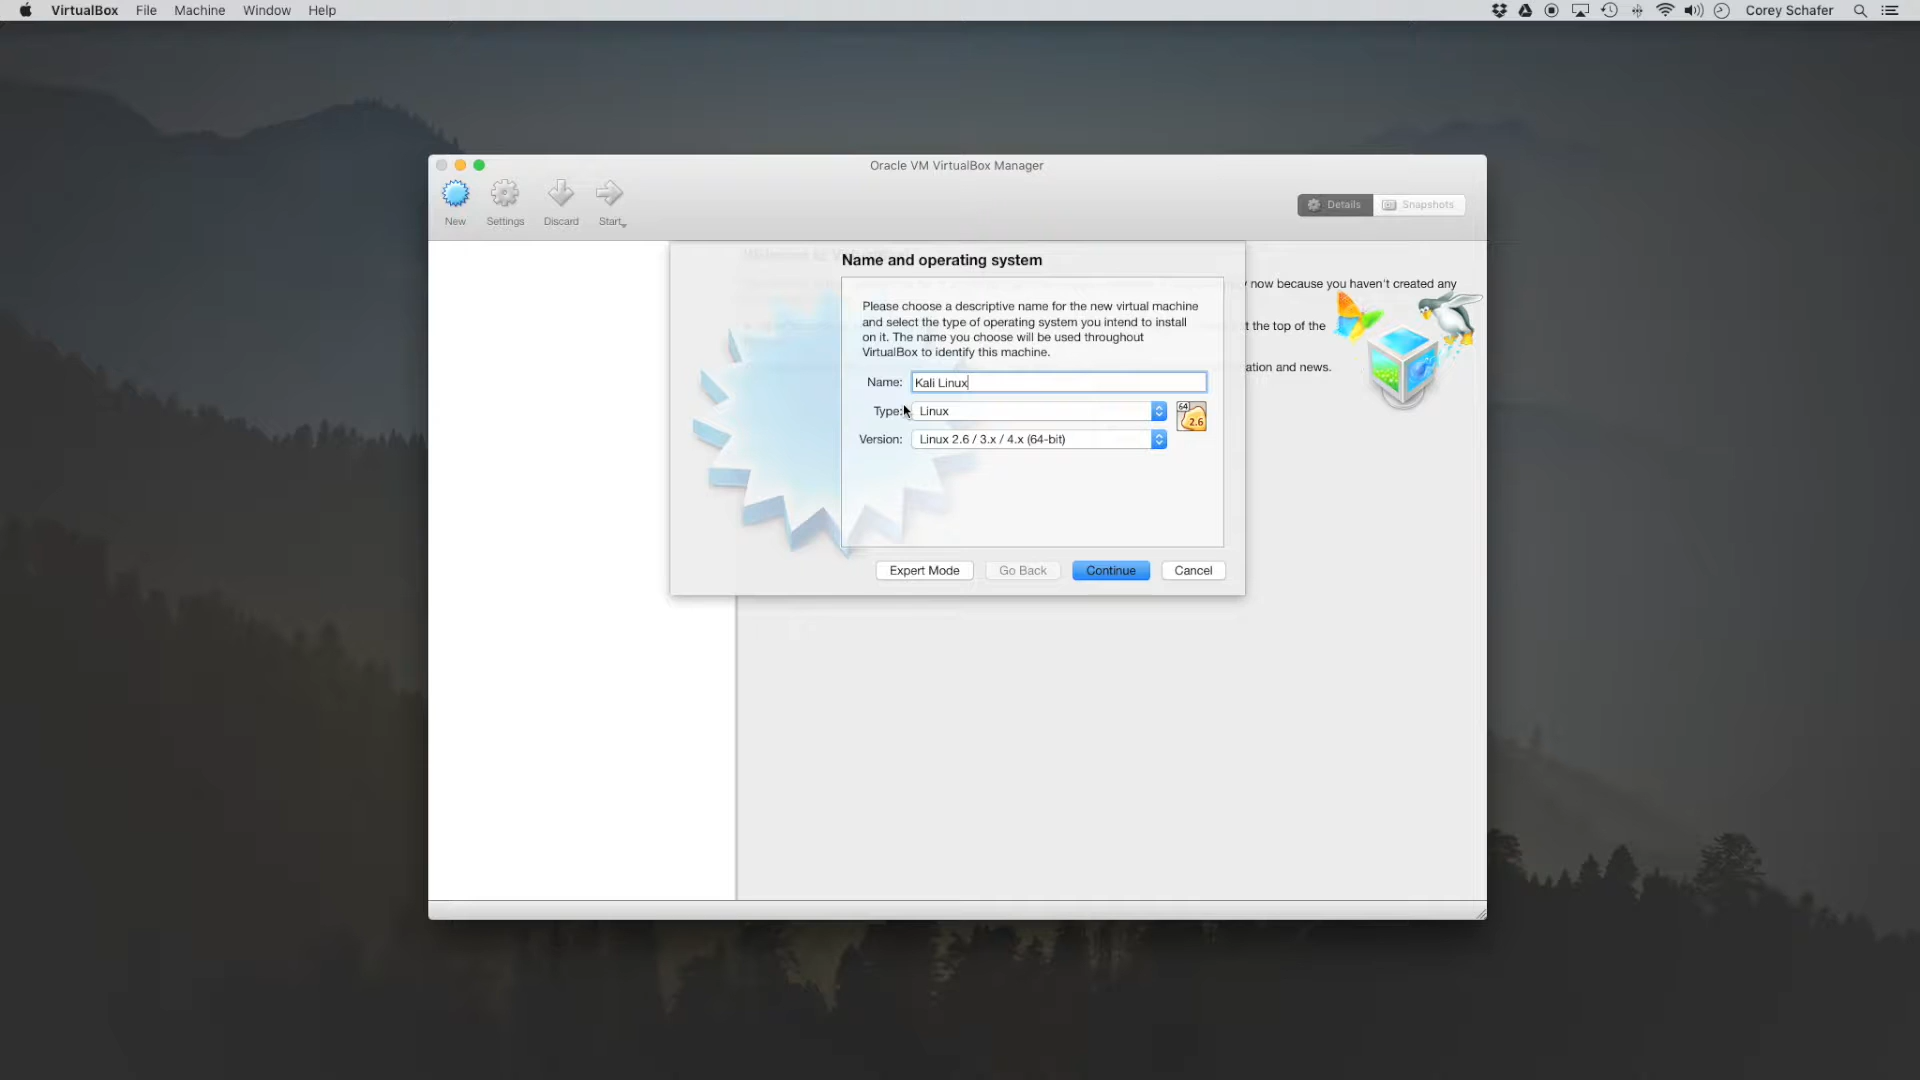 VirtualBox File Machine Window Help Corey Schafer
Oracle VM VirtualBox Manager
New Settings Discard Start Details Snapshots
Name and operating system
now because you haven't created any
Please choose a descriptive name for the new virtual machine
and select the type of operating system you intend to install
on it. The name you choose will be used throughout
VirtualBox to identify this machine.
t the top of the
ation and news.
Name: Kali Linux
Type: Linux
64
2.6
Version: Linux 2.6 / 3.x / 4.x (64-bit)
Expert Mode Go Back Continue Cancel